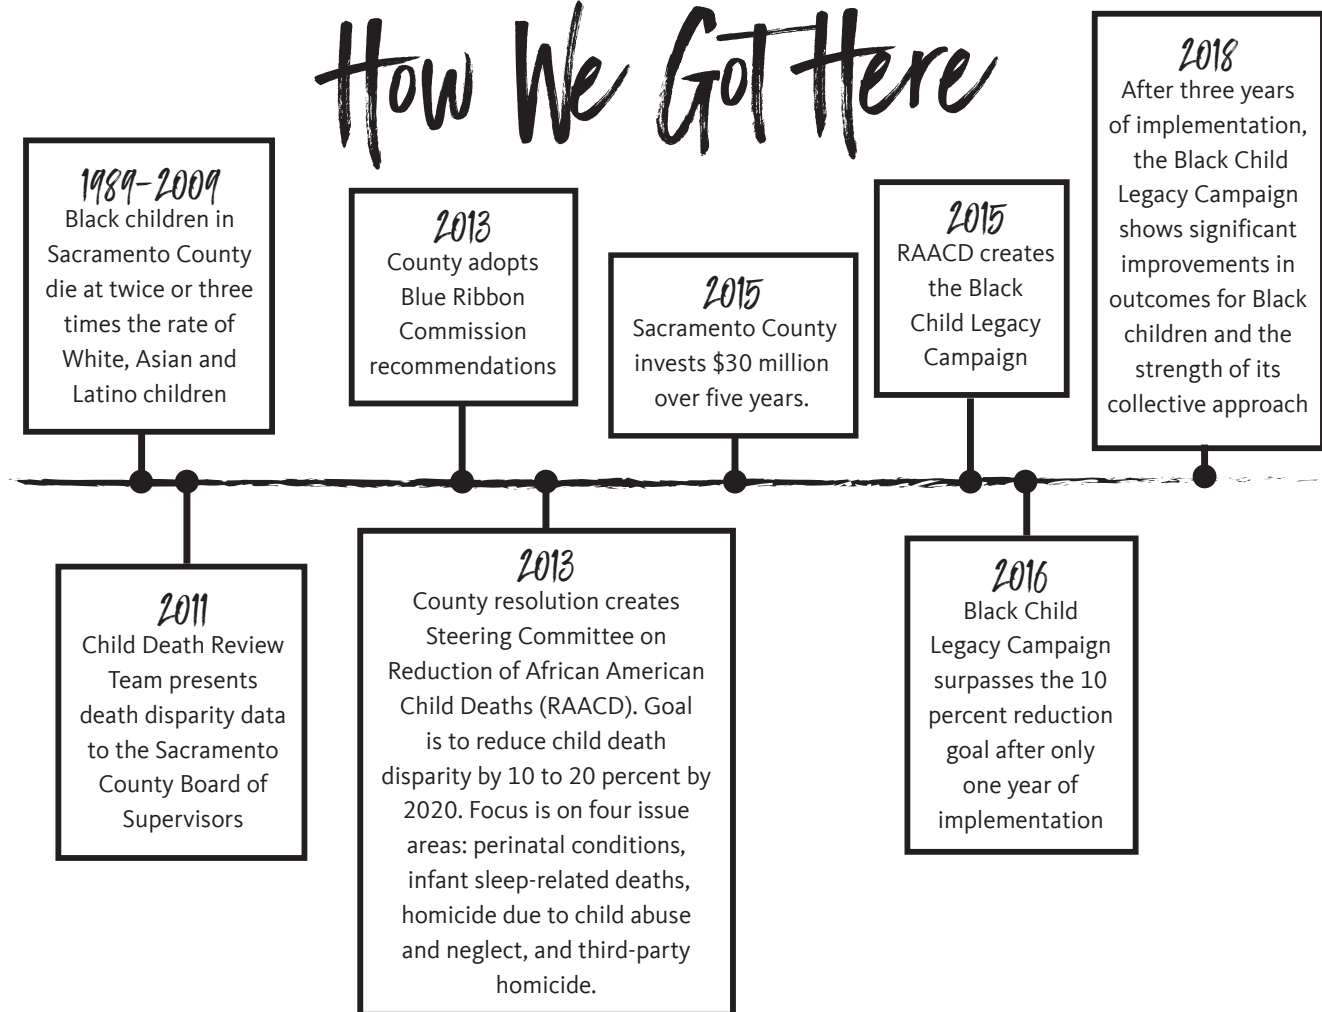 How We Got Here
1989-2009
Black children in
Sacramento County
die at twice or three
times the rate of
White, Asian and
Latino children
2011
Child Death Review
Team presents
death disparity data
to the Sacramento
County Board of
Supervisors
2013
County adopts
Blue Ribbon
Commission
recommendations
2013
County resolution creates
Steering Committee on
Reduction of African American
Child Deaths (RAACD). Goal
is to reduce child death
disparity by 10 to 20 percent by
2020. Focus is on four issue
areas: perinatal conditions,
infant sleep-related deaths,
homicide due to child abuse
and neglect, and third-party
homicide.
2015
Sacramento County
invests $30 million
over five years.
2015
RAACD creates
the Black
Child Legacy
Campaign
2016
Black Child
Legacy Campaign
surpasses the 10
percent reduction
goal after only
one year of
implementation
2018
After three years
of implementation,
the Black Child
Legacy Campaign
shows significant
improvements in
outcomes for Black
children and the
strength of its
collective approach